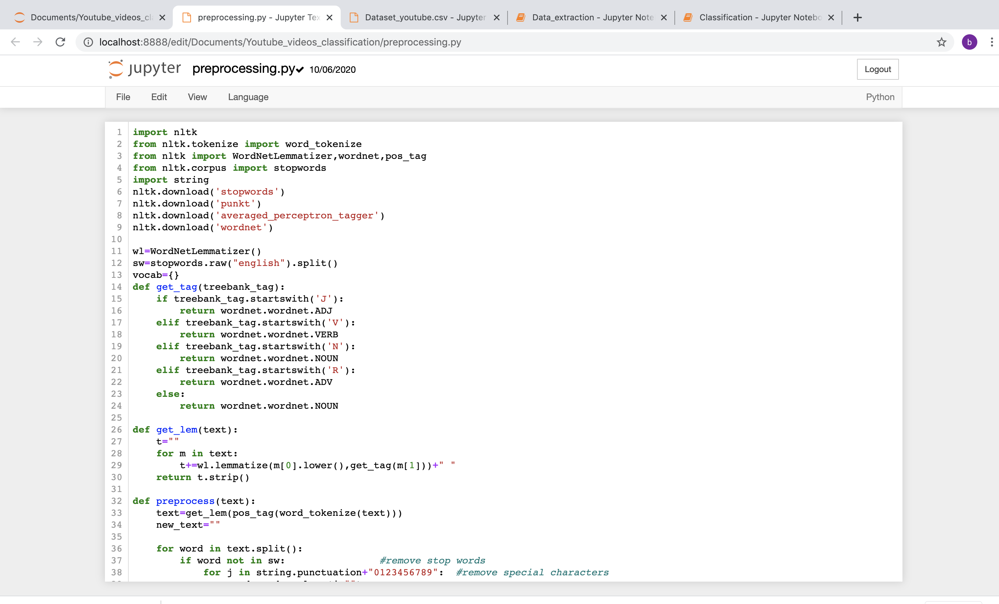 Documents/Youtube_videos_cl
preprocessing.py - Jupyter Tex
Dataset_youtube.csv - Jupyter
Data_extraction - Jupyter Note
Classification - Jupyter Notebo
localhost:8888/edit/Documents/Youtube_videos_classification/preprocessing.py
b
jupyter preprocessing.py✔ 10/06/2020
Logout
File Edit View Language Python
1 import nltk
2 from nltk.tokenize import word_tokenize
3 from nltk import WordNetLemmatizer,wordnet,pos_tag
4 from nltk.corpus import stopwords
5 import string
6 nltk.download('stopwords')
7 nltk.download('punkt')
8 nltk.download('averaged_perceptron_tagger')
9 nltk.download('wordnet')
10
11 wl=WordNetLemmatizer()
12 sw=stopwords.raw("english").split()
13 vocab={}
14 def get_tag(treebank_tag):
15     if treebank_tag.startswith('J'):
16         return wordnet.wordnet.ADJ
17     elif treebank_tag.startswith('V'):
18         return wordnet.wordnet.VERB
19     elif treebank_tag.startswith('N'):
20         return wordnet.wordnet.NOUN
21     elif treebank_tag.startswith('R'):
22         return wordnet.wordnet.ADV
23     else:
24         return wordnet.wordnet.NOUN
25
26 def get_lem(text):
27     t=""
28     for m in text:
29         t+=wl.lemmatize(m[0].lower(),get_tag(m[1]))+" "
30     return t.strip()
31
32 def preprocess(text):
33     text=get_lem(pos_tag(word_tokenize(text)))
34     new_text=""
35
36     for word in text.split():
37         if word not in sw:                #remove stop words
38             for j in string.punctuation+"0123456789":  #remove special characters